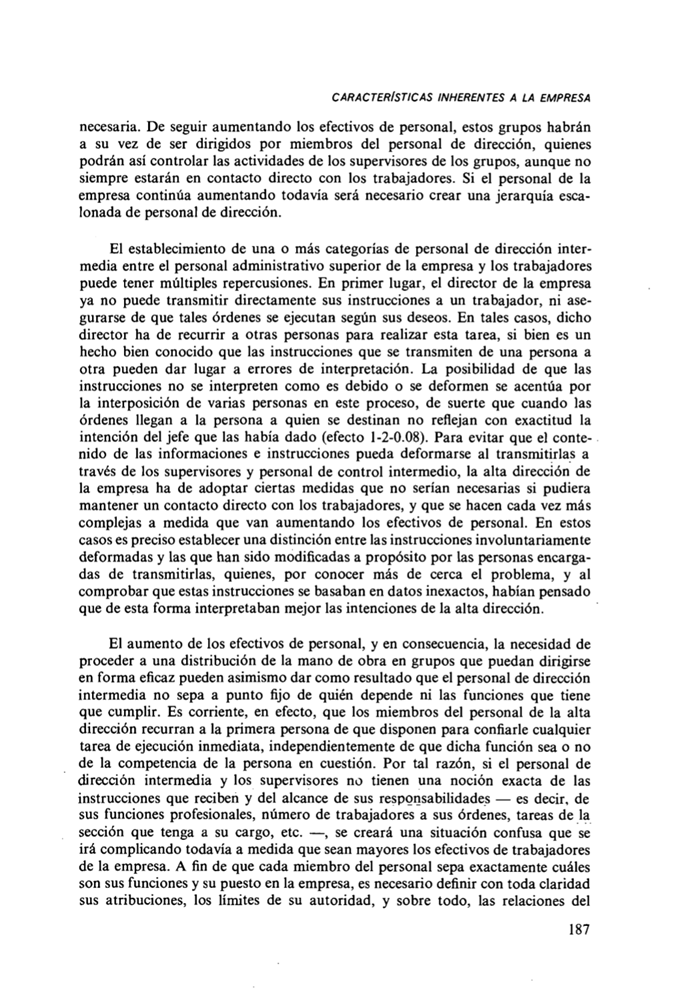 CARACTERÍSTICAS INHERENTES A LA EMPRESA
necesaria. De seguir aumentando los efectivos de personal, estos grupos habrán
a su vez de ser dirigidos por miembros del personal de dirección, quienes
podrán así controlar las actividades de los supervisores de los grupos, aunque no
siempre estarán en contacto directo con los trabajadores. Si el personal de la
empresa continúa aumentando todavía será necesario crear una jerarquía esca-
lonada de personal de dirección.
El establecimiento de una o más categorías de personal de dirección inter-
media entre el personal administrativo superior de la empresa y los trabajadores
puede tener múltiples repercusiones. En primer lugar, el director de la empresa
ya no puede transmitir directamente sus instrucciones a un trabajador, ni ase-
gurarse de que tales órdenes se ejecutan según sus deseos. En tales casos, dicho
director ha de recurrir a otras personas para realizar esta tarea, si bien es un
hecho bien conocido que las instrucciones que se transmiten de una persona a
otra pueden dar lugar a errores de interpretación. La posibilidad de que las
instrucciones no se interpreten como es debido o se deformen se acentúa por
la interposición de varias personas en este proceso, de suerte que cuando las
órdenes llegan a la persona a quien se destinan no reflejan con exactitud la
intención del jefe que las había dado (efecto 1-2-0.08). Para evitar que el conte-
nido de las informaciones e instrucciones pueda deformarse al transmitirlas a
través de los supervisores y personal de control intermedio, la alta dirección de
la empresa ha de adoptar ciertas medidas que no serían necesarias si pudiera
mantener un contacto directo con los trabajadores, y que se hacen cada vez más
complejas a medida que van aumentando los efectivos de personal. En estos
casos es preciso establecer una distinción entre las instrucciones involuntariamente
deformadas y las que han sido modificadas a propósito por las personas encarga-
das de transmitirlas, quienes, por conocer más de cerca el problema, y al
comprobar que estas instrucciones se basaban en datos inexactos, habían pensado
que de esta forma interpretaban mejor las intenciones de la alta dirección.
El aumento de los efectivos de personal, y en consecuencia, la necesidad de
proceder a una distribución de la mano de obra en grupos que puedan dirigirse
en forma eficaz pueden asimismo dar como resultado que el personal de dirección
intermedia no sepa a punto fijo de quién depende ni las funciones que tiene
que cumplir. Es corriente, en efecto, que los miembros del personal de la alta
dirección recurran a la primera persona de que disponen para confiarle cualquier
tarea de ejecución inmediata, independientemente de que dicha función sea o no
de la competencia de la persona en cuestión. Por tal razón, si el personal de
dirección intermedia y los supervisores no tienen una noción exacta de las
instrucciones que reciben y del alcance de sus responsabilidades — es decir, de
sus funciones profesionales, número de trabajadores a sus órdenes, tareas de la
sección que tenga a su cargo, etc. —, se creará una situación confusa que se
irá complicando todavía a medida que sean mayores los efectivos de trabajadores
de la empresa. A fin de que cada miembro del personal sepa exactamente cuáles
son sus funciones y su puesto en la empresa, es necesario definir con toda claridad
sus atribuciones, los límites de su autoridad, y sobre todo, las relaciones del
187